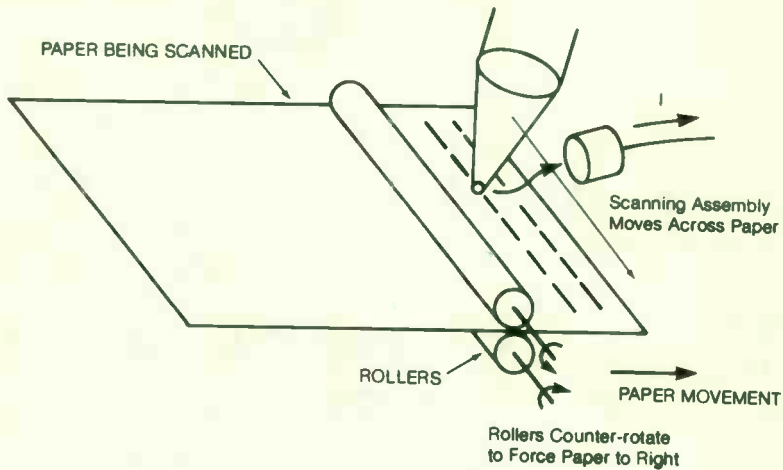 PAPER BEING SCANNED
I
Scanning Assembly
Moves Across Paper
ROLLERS
PAPER MOVEMENT
Rollers Counter-rotate
to Force Paper to Right